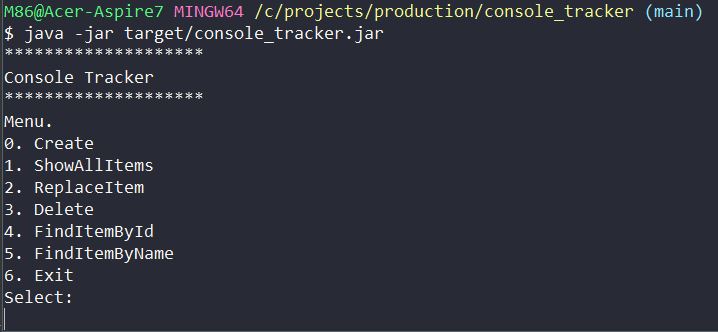 M86@Acer-Aspire7 MINGW64 /c/projects/production/console_tracker (main)
$ java -jar target/console_tracker.jar
********************
Console Tracker
********************
Menu.
0. Create
1. ShowAllItems
2. ReplaceItem
3. Delete
4. FindItemById
5. FindItemByName
6. Exit
Select: